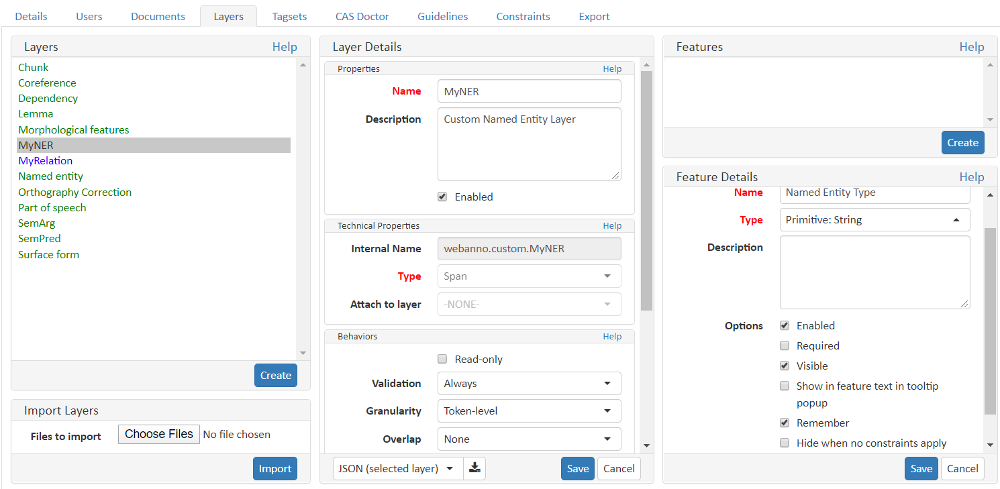 Details Users Documents Layers Tagsets CAS Doctor Guidelines Constraints Export
Layers Help
Chunk
Coreference
Dependency
Lemma
Morphological features
MyNER
MyRelation
Named entity
Orthography Correction
Part of speech
SemArg
SemPred
Surface form
Create
Import Layers
Files to import Choose Files No file chosen
Import
Layer Details
Properties Help
Name MyNER
Description Custom Named Entity Layer
Enabled
Technical Properties Help
Internal Name webanno.custom.MyNER
Type Span
Attach to layer -NONE-
Behaviors Help
Read-only
Validation Always
Granularity Token-level
Overlap None
JSON (selected layer) Save Cancel
Features Help
Create
Feature Details Help
Name Named Entity Type
Type Primitive: String
Description
Options Enabled
Required
Visible
Show in feature text in tooltip
popup
Remember
Hide when no constraints apply
Save Cancel